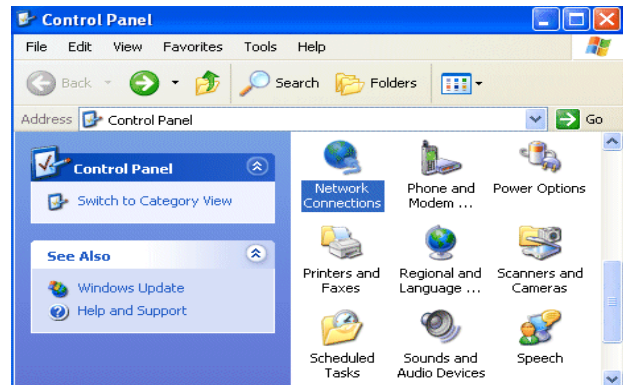 Control Panel
File Edit View Favorites Tools Help
Back Search Folders
Address Control Panel Go
Control Panel
Switch to Category View
See Also
Windows Update
Help and Support
Network
Connections
Phone and
Modem ...
Power Options
Printers and
Faxes
Regional and
Language ...
Scanners and
Cameras
Scheduled
Tasks
Sounds and
Audio Devices
Speech